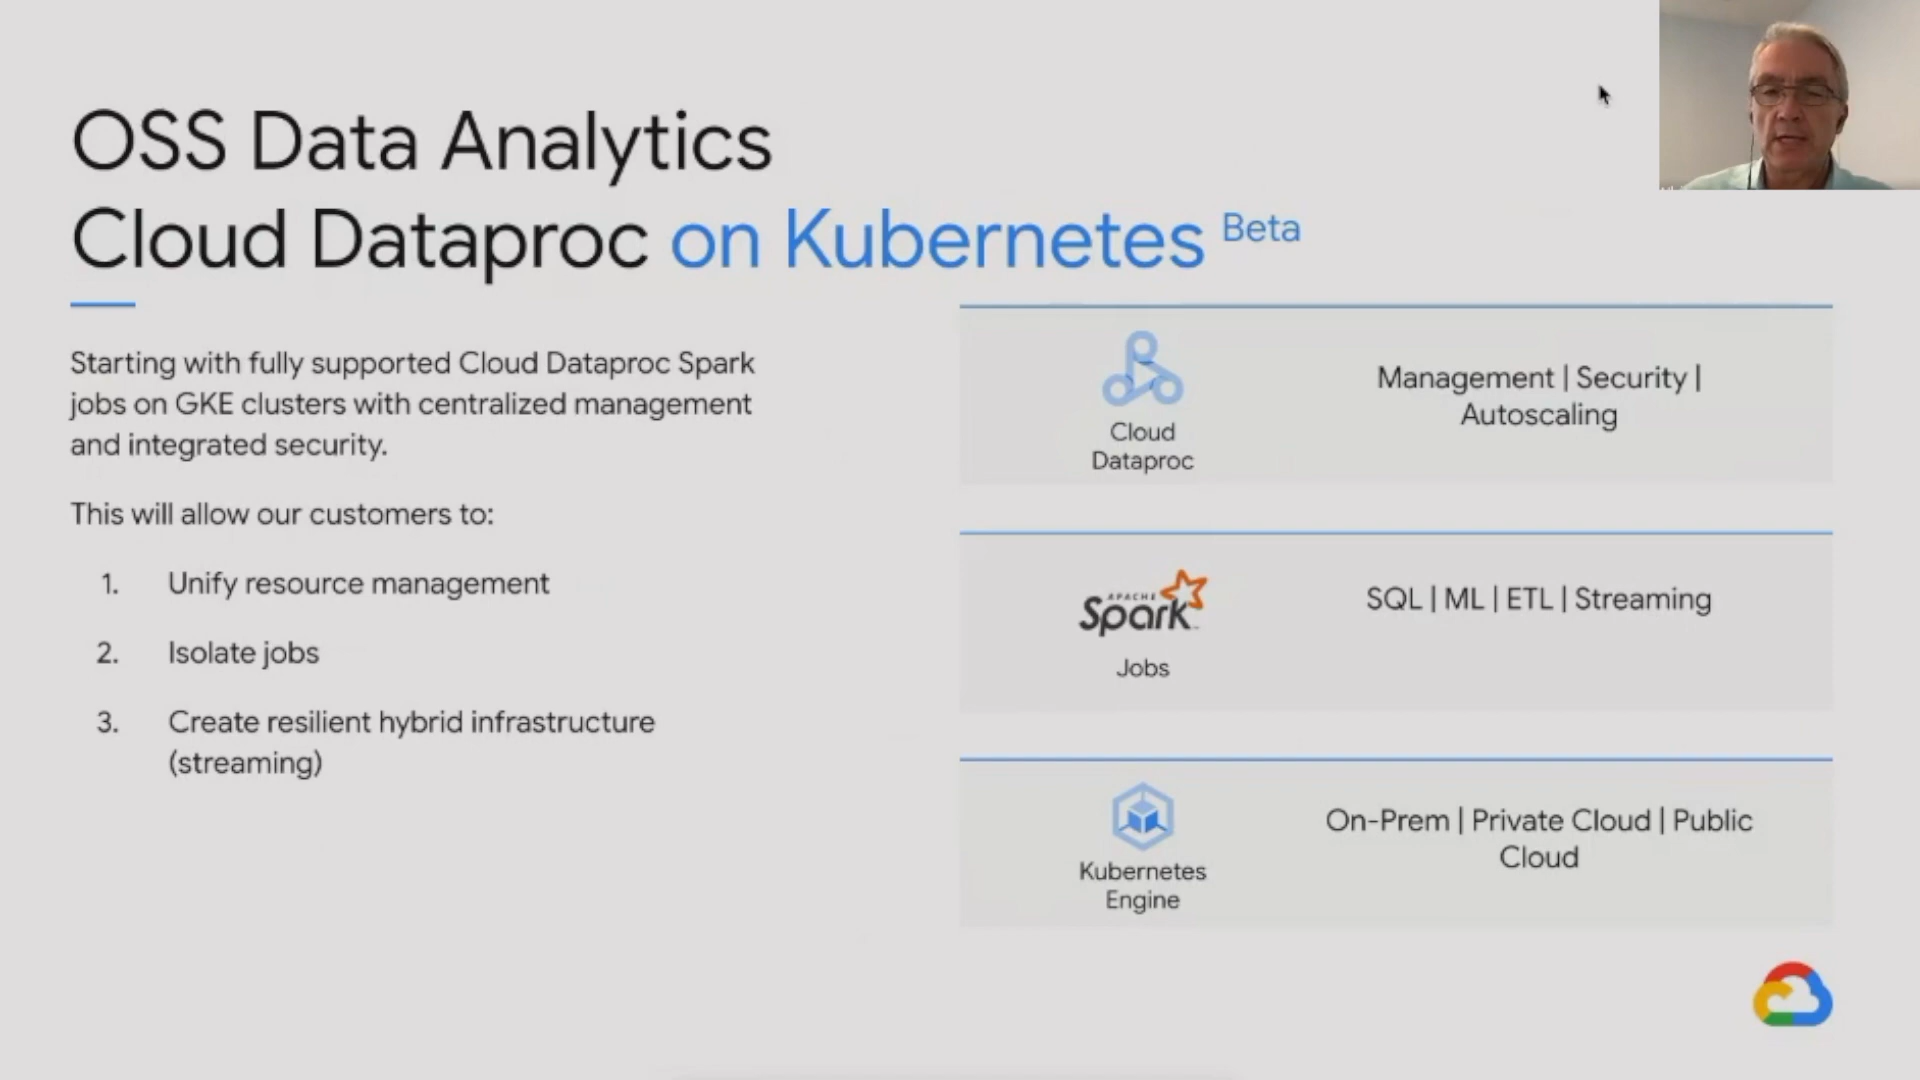 OSS Data Analytics
Cloud Dataproc on Kubernetes Beta
Starting with fully supported Cloud Dataproc Spark
jobs on GKE clusters with centralized management
and integrated security.
This will allow our customers to:
1. Unify resource management
2. Isolate jobs
3. Create resilient hybrid infrastructure
(streaming)
Cloud
Dataproc
Management | Security |
Autoscaling
APACHE
Spark™
Jobs
SQL | ML | ETL | Streaming
Kubernetes
Engine
On-Prem | Private Cloud | Public
Cloud